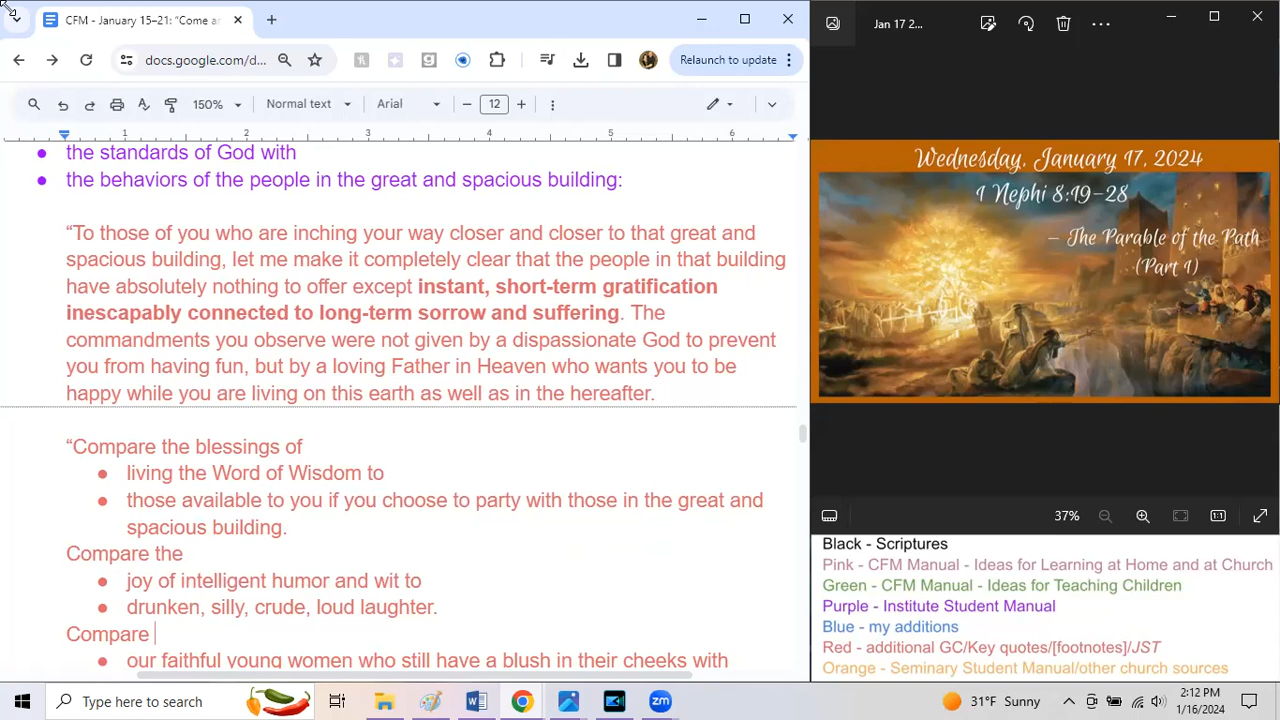 CFM - January 15–21: “Come ar
docs.google.com/d...
Relaunch to update
150%
Normal text
Arial
12
1 2 3 4 5 6
the standards of God with
the behaviors of the people in the great and spacious building:
“To those of you who are inching your way closer and closer to that great and
spacious building, let me make it completely clear that the people in that building
have absolutely nothing to offer except instant, short-term gratification
inescapably connected to long-term sorrow and suffering. The
commandments you observe were not given by a dispassionate God to prevent
you from having fun, but by a loving Father in Heaven who wants you to be
happy while you are living on this earth as well as in the hereafter.
“Compare the blessings of
living the Word of Wisdom to
those available to you if you choose to party with those in the great and
spacious building.
Compare the
joy of intelligent humor and wit to
drunken, silly, crude, loud laughter.
Compare
our faithful young women who still have a blush in their cheeks with
Jan 17 2...
Wednesday, January 17, 2024
1 Nephi 8:19–28
– The Parable of the Path
(Part 1)
37%
1:1
Black - Scriptures
Pink - CFM Manual - Ideas for Learning at Home and at Church
Green - CFM Manual - Ideas for Teaching Children
Purple - Institute Student Manual
Blue - my additions
Red - additional GC/Key quotes/[footnotes]/JST
Orange - Seminary Student Manual/other church sources
Type here to search
zm
31°F Sunny
2:12 PM
1/16/2024